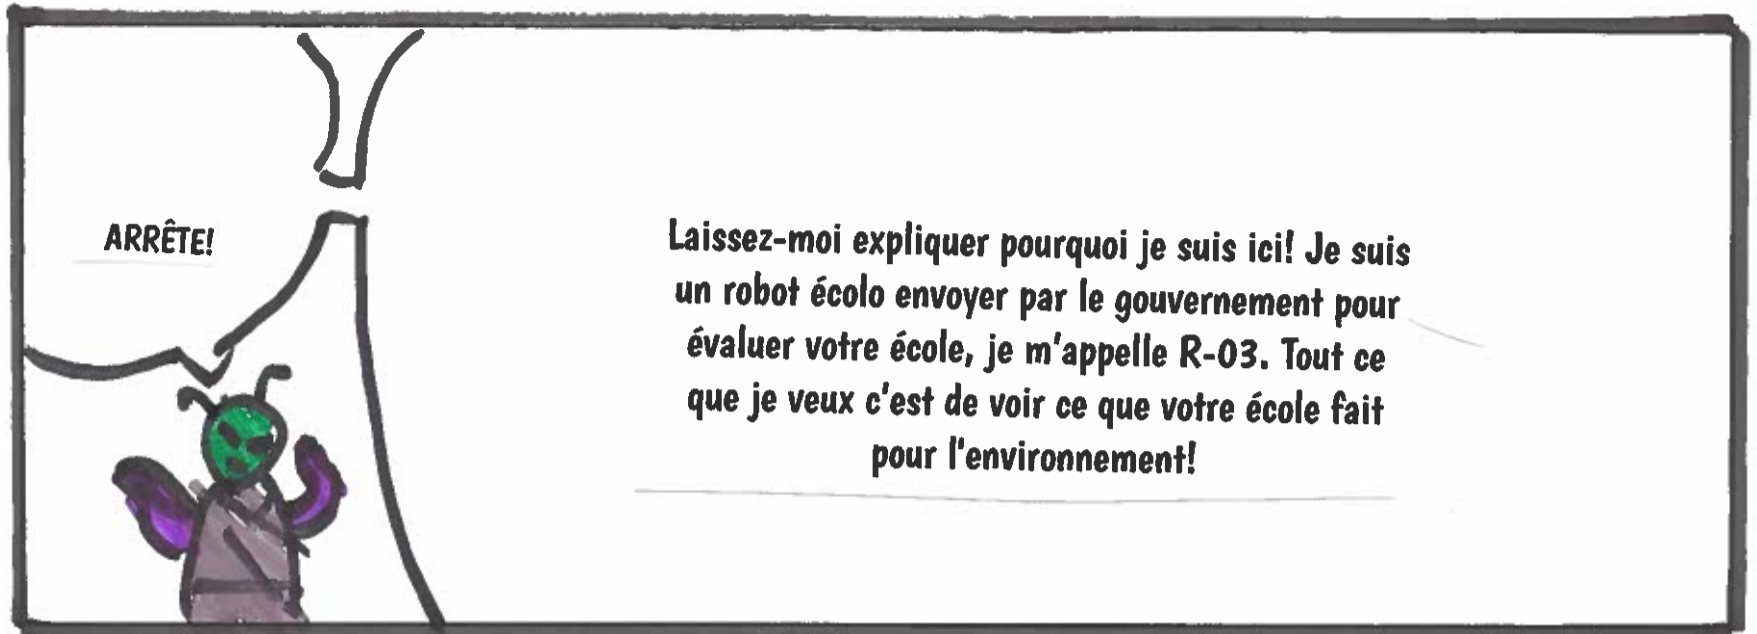 ARRÊTE!
Laissez-moi expliquer pourquoi je suis ici! Je suis
un robot écolo envoyer par le gouvernement pour
évaluer votre école, je m'appelle R-03. Tout ce
que je veux c'est de voir ce que votre école fait
pour l'environnement!